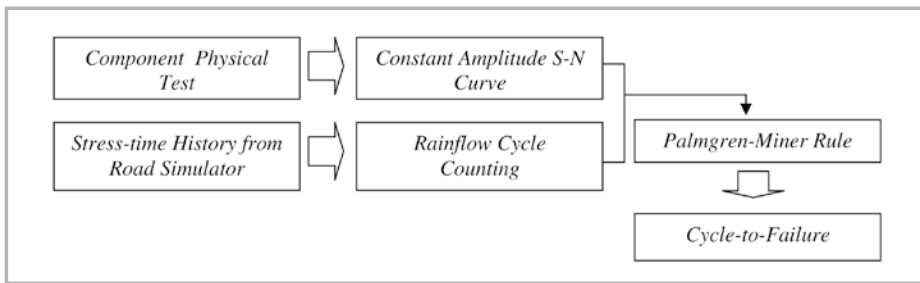 Component Physical
Test
Constant Amplitude S-N
Curve
Stress-time History from
Road Simulator
Rainflow Cycle
Counting
Palmgren-Miner Rule
Cycle-to-Failure